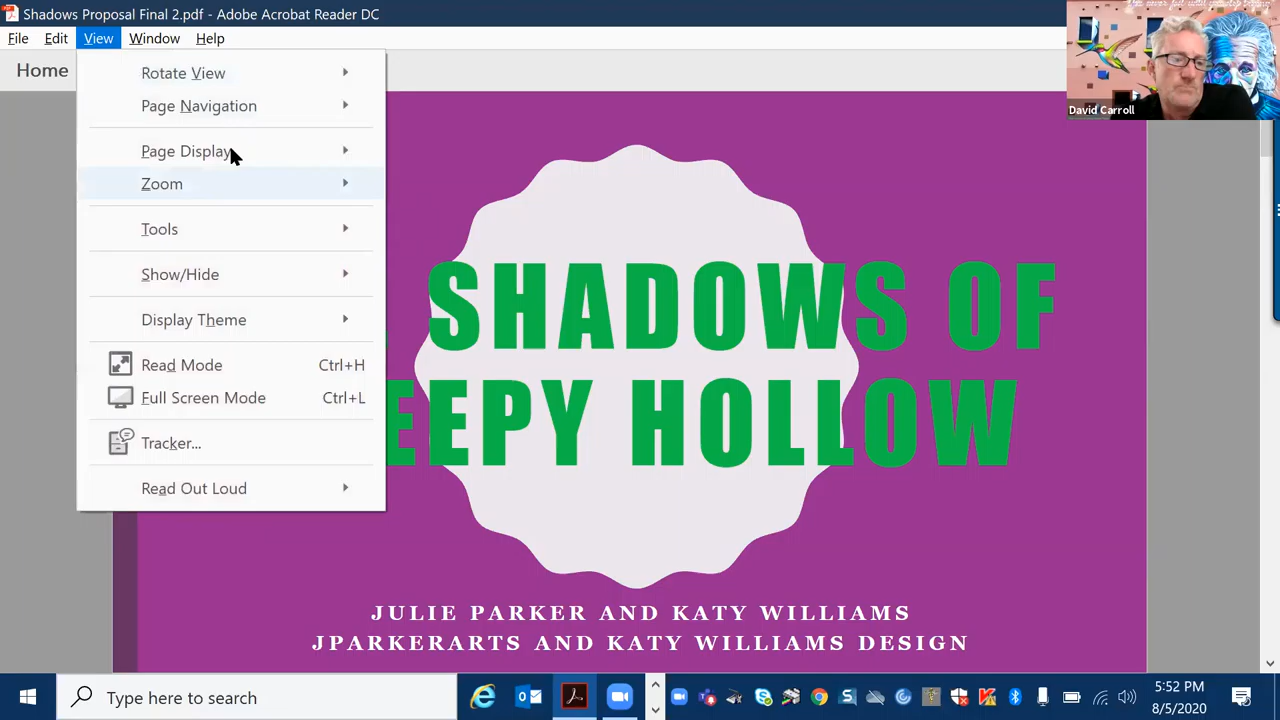 Shadows Proposal Final 2.pdf - Adobe Acrobat Reader DC
File Edit View Window Help
Home
Rotate View
Page Navigation
Page Display
Zoom
Tools
Show/Hide
Display Theme
Read Mode Ctrl+H
Full Screen Mode Ctrl+L
Tracker...
Read Out Loud
David Carroll
SHADOWS OF
EEPY HOLLOW
JULIE PARKER AND KATY WILLIAMS
JPARKERARTS AND KATY WILLIAMS DESIGN
Type here to search
5:52 PM
8/5/2020